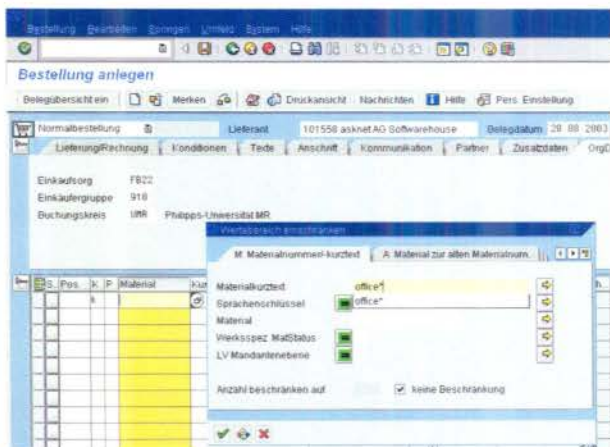 Bestellung Bearbeiten Springen Umfeld System Hilfe
Bestellung anlegen
Belegübersicht ein Merken Druckansicht Nachrichten Hilfe Pers. Einstellung
Normalbestellung Lieferant 101558 asknet AG Softwarehouse Belegdatum 28 08 2003
Lieferung/Rechnung Konditionen Texte Anschrift Kommunikation Partner Zusatzdaten OrgD
Einkaufsorg FB22
Einkäufergruppe 910
Buchungskreis UMR Philipps-Universität MR
Wertebereich einschränken
M: Materialnummer/-kurztext A: Material zur alten Materialnum.
S.. Pos. K P Material Kur
k
Materialkurztext office*
Sprachenschlüssel office*
Material
Werksspez. MatStatus
LV Mandantenebene
Anzahl beschränken auf keine Beschränkung